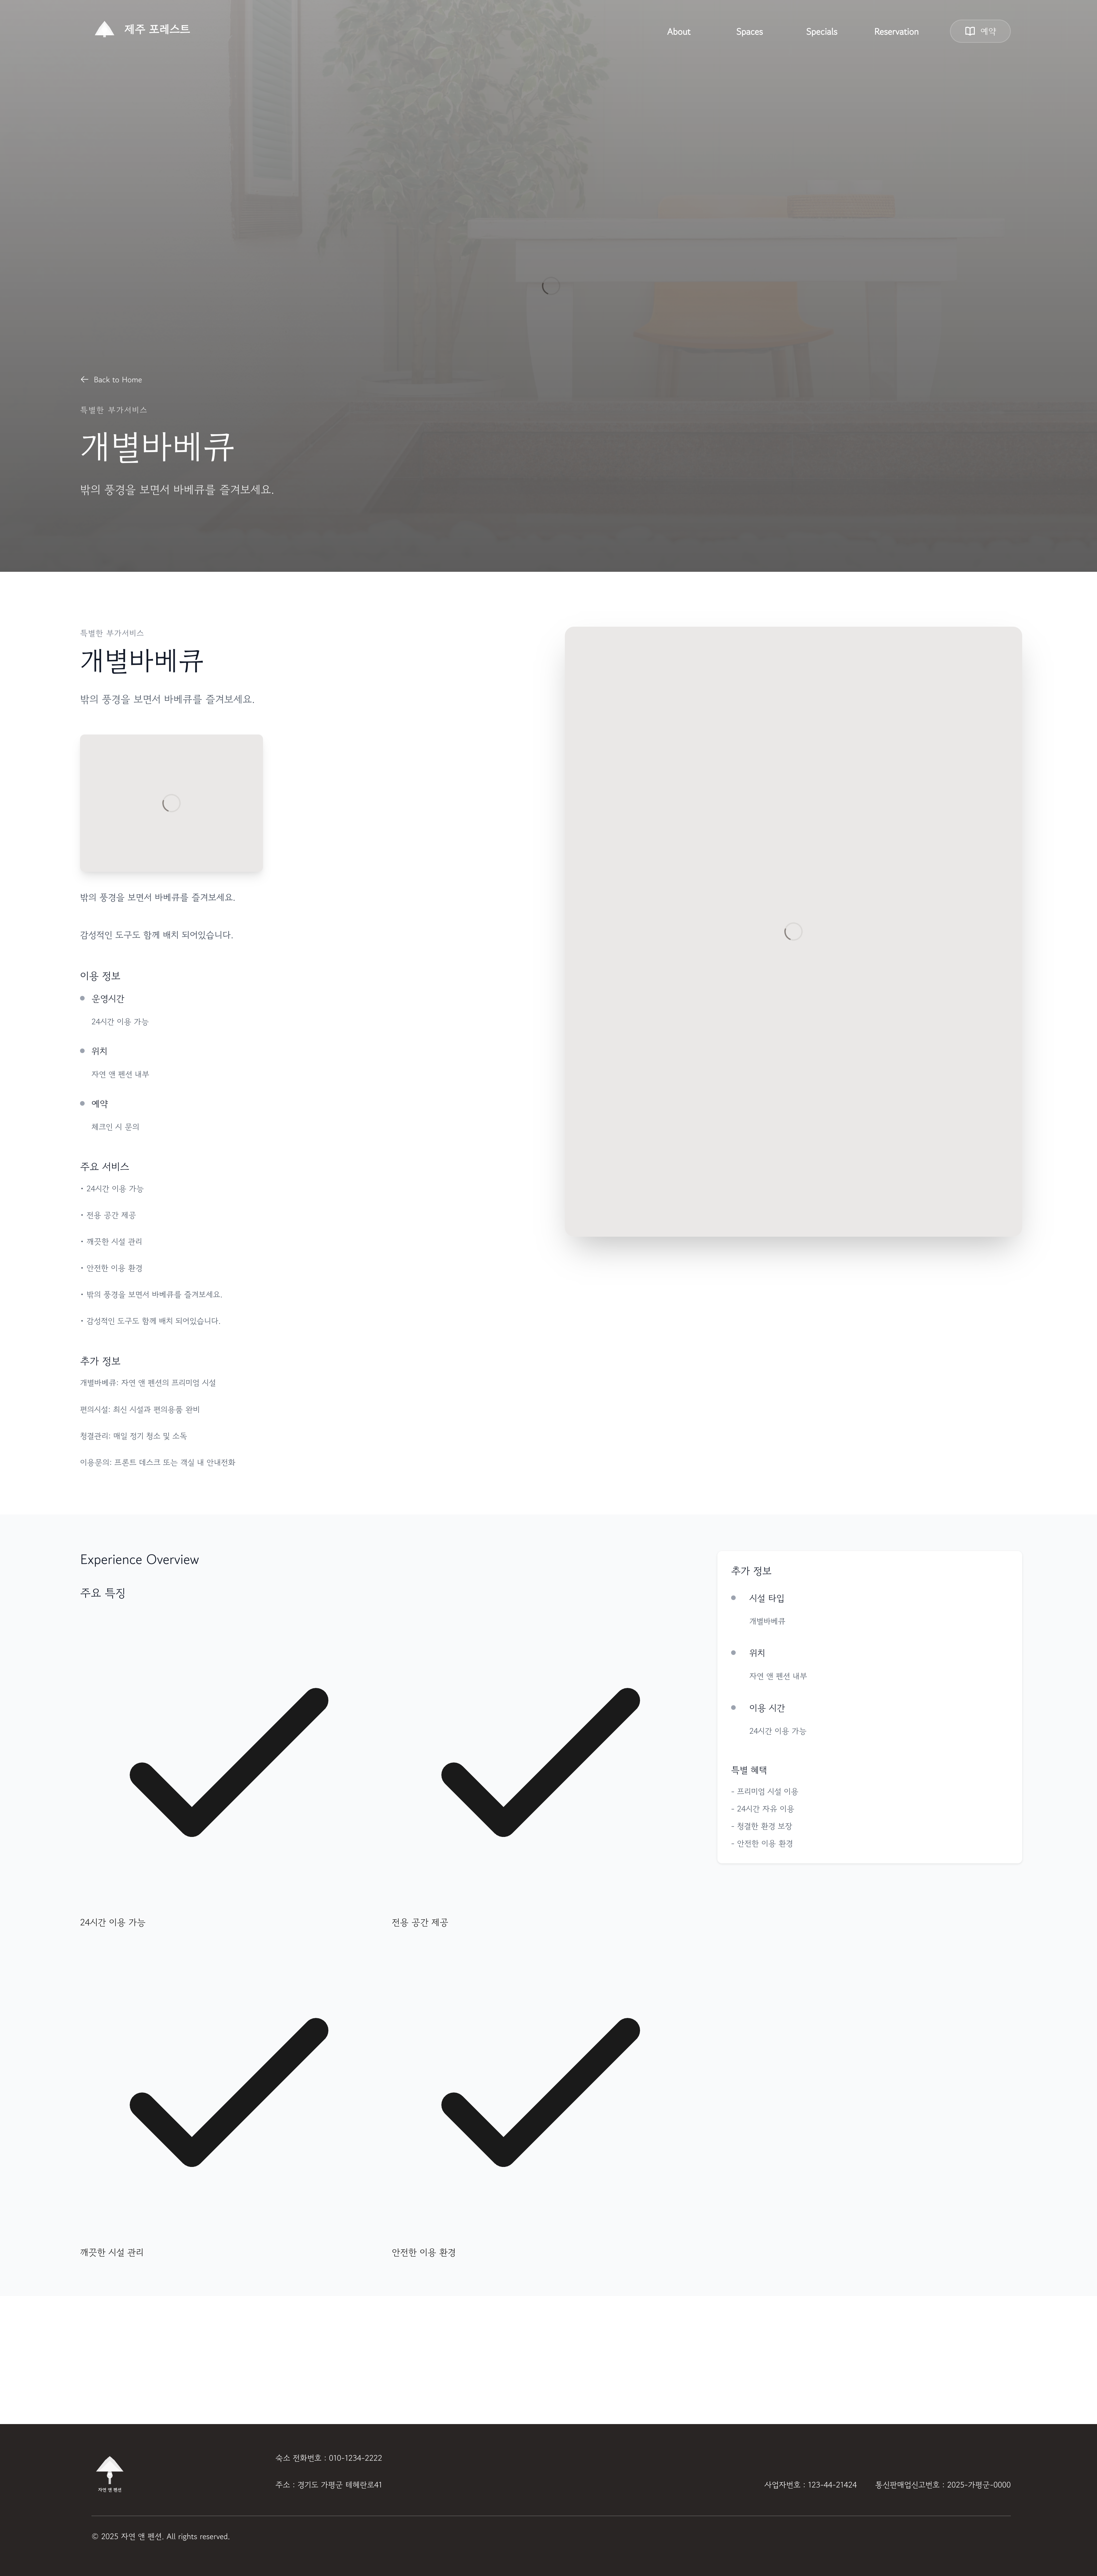 제주 포레스트
About
Spaces
Specials
Reservation
예약
Back to Home
특별한 부가서비스
개별바베큐
밖의 풍경을 보면서 바베큐를 즐겨보세요.
특별한 부가서비스
개별바베큐
밖의 풍경을 보면서 바베큐를 즐겨보세요.
밖의 풍경을 보면서 바베큐를 즐겨보세요.
감성적인 도구도 함께 배치 되어있습니다.
이용 정보
운영시간
24시간 이용 가능
위치
자연 앤 펜션 내부
예약
체크인 시 문의
주요 서비스
• 24시간 이용 가능
• 전용 공간 제공
• 깨끗한 시설 관리
• 안전한 이용 환경
• 밖의 풍경을 보면서 바베큐를 즐겨보세요.
• 감성적인 도구도 함께 배치 되어있습니다.
추가 정보
개별바베큐: 자연 앤 펜션의 프리미엄 시설
편의시설: 최신 시설과 편의용품 완비
청결관리: 매일 정기 청소 및 소독
이용문의: 프론트 데스크 또는 객실 내 안내전화
Experience Overview
주요 특징
24시간 이용 가능
전용 공간 제공
깨끗한 시설 관리
안전한 이용 환경
추가 정보
시설 타입
개별바베큐
위치
자연 앤 펜션 내부
이용 시간
24시간 이용 가능
특별 혜택
- 프리미엄 시설 이용
- 24시간 자유 이용
- 청결한 환경 보장
- 안전한 이용 환경
자연 앤 펜션
숙소 전화번호 : 010-1234-2222
주소 : 경기도 가평군 테헤란로41
사업자번호 : 123-44-21424
통신판매업신고번호 : 2025-가평군-0000
© 2025 자연 앤 펜션. All rights reserved.